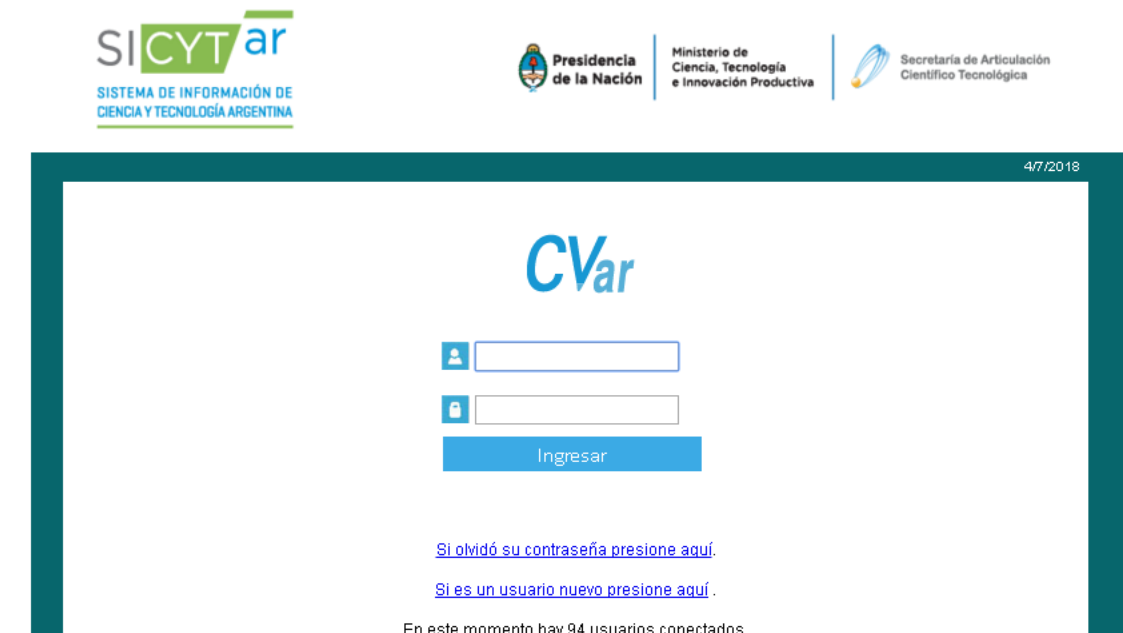 SICYTar
SISTEMA DE INFORMACIÓN DE
CIENCIA Y TECNOLOGÍA ARGENTINA
Presidencia
de la Nación
Ministerio de
Ciencia, Tecnología
e Innovación Productiva
Secretaría de Articulación
Científico Tecnológica
4/7/2018
CVar
Ingresar
Si olvidó su contraseña presione aquí.
Si es un usuario nuevo presione aquí .
En este momento hay 94 usuarios conectados